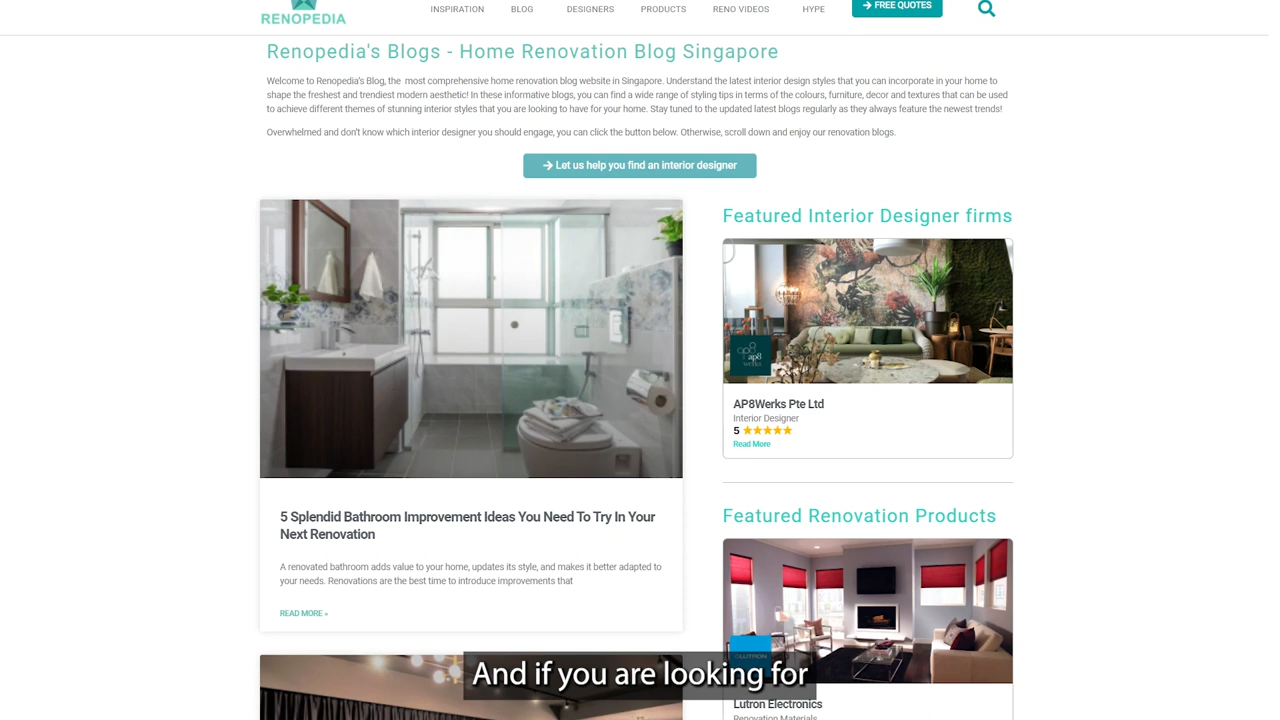 RENOPEDIA
INSPIRATION BLOG DESIGNERS PRODUCTS RENO VIDEOS HYPE FREE QUOTES
Renopedia's Blogs - Home Renovation Blog Singapore
Welcome to Renopedia's Blog, the most comprehensive home renovation blog website in Singapore. Understand the latest interior design styles that you can incorporate in your home to
shape the freshest and trendiest modern aesthetic! In these informative blogs, you can find a wide range of styling tips in terms of the colours, furniture, decor and textures that can be used
to achieve different themes of stunning interior styles that you are looking to have for your home. Stay tuned to the updated latest blogs regularly as they always feature the newest trends!
Overwhelmed and don't know which interior designer you should engage, you can click the button below. Otherwise, scroll down and enjoy our renovation blogs.
Let us help you find an interior designer
5 Splendid Bathroom Improvement Ideas You Need To Try In Your
Next Renovation
A renovated bathroom adds value to your home, updates its style, and makes it better adapted to
your needs. Renovations are the best time to introduce improvements that
READ MORE »
Featured Interior Designer firms
ap8
werks
AP8Werks Pte Ltd
Interior Designer
5
Read More
Featured Renovation Products
LUTRON
Lutron Electronics
Renovation Materials
And if you are looking for